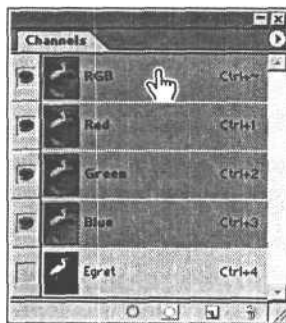 Channels
RGB Ctrl+~
Red Ctrl+1
Green Ctrl+2
Blue Ctrl+3
Egret Ctrl+4